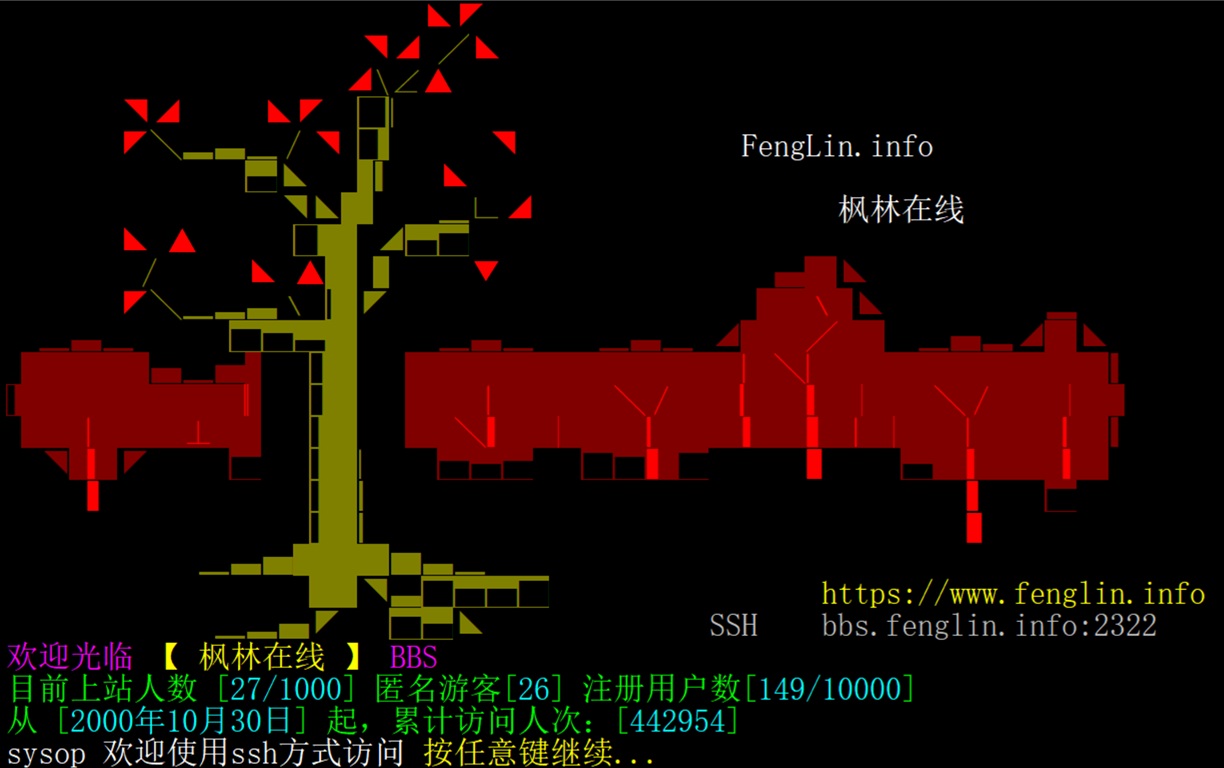 FengLin.info
枫林在线
https://www.fenglin.info
SSH bbs.fenglin.info:2322
欢迎光临 【 枫林在线 】 BBS
目前上站人数 [27/1000] 匿名游客[26] 注册用户数[149/10000]
从 [2000年10月30日] 起，累计访问人次: [442954]
sysop 欢迎使用ssh方式访问 按任意键继续...